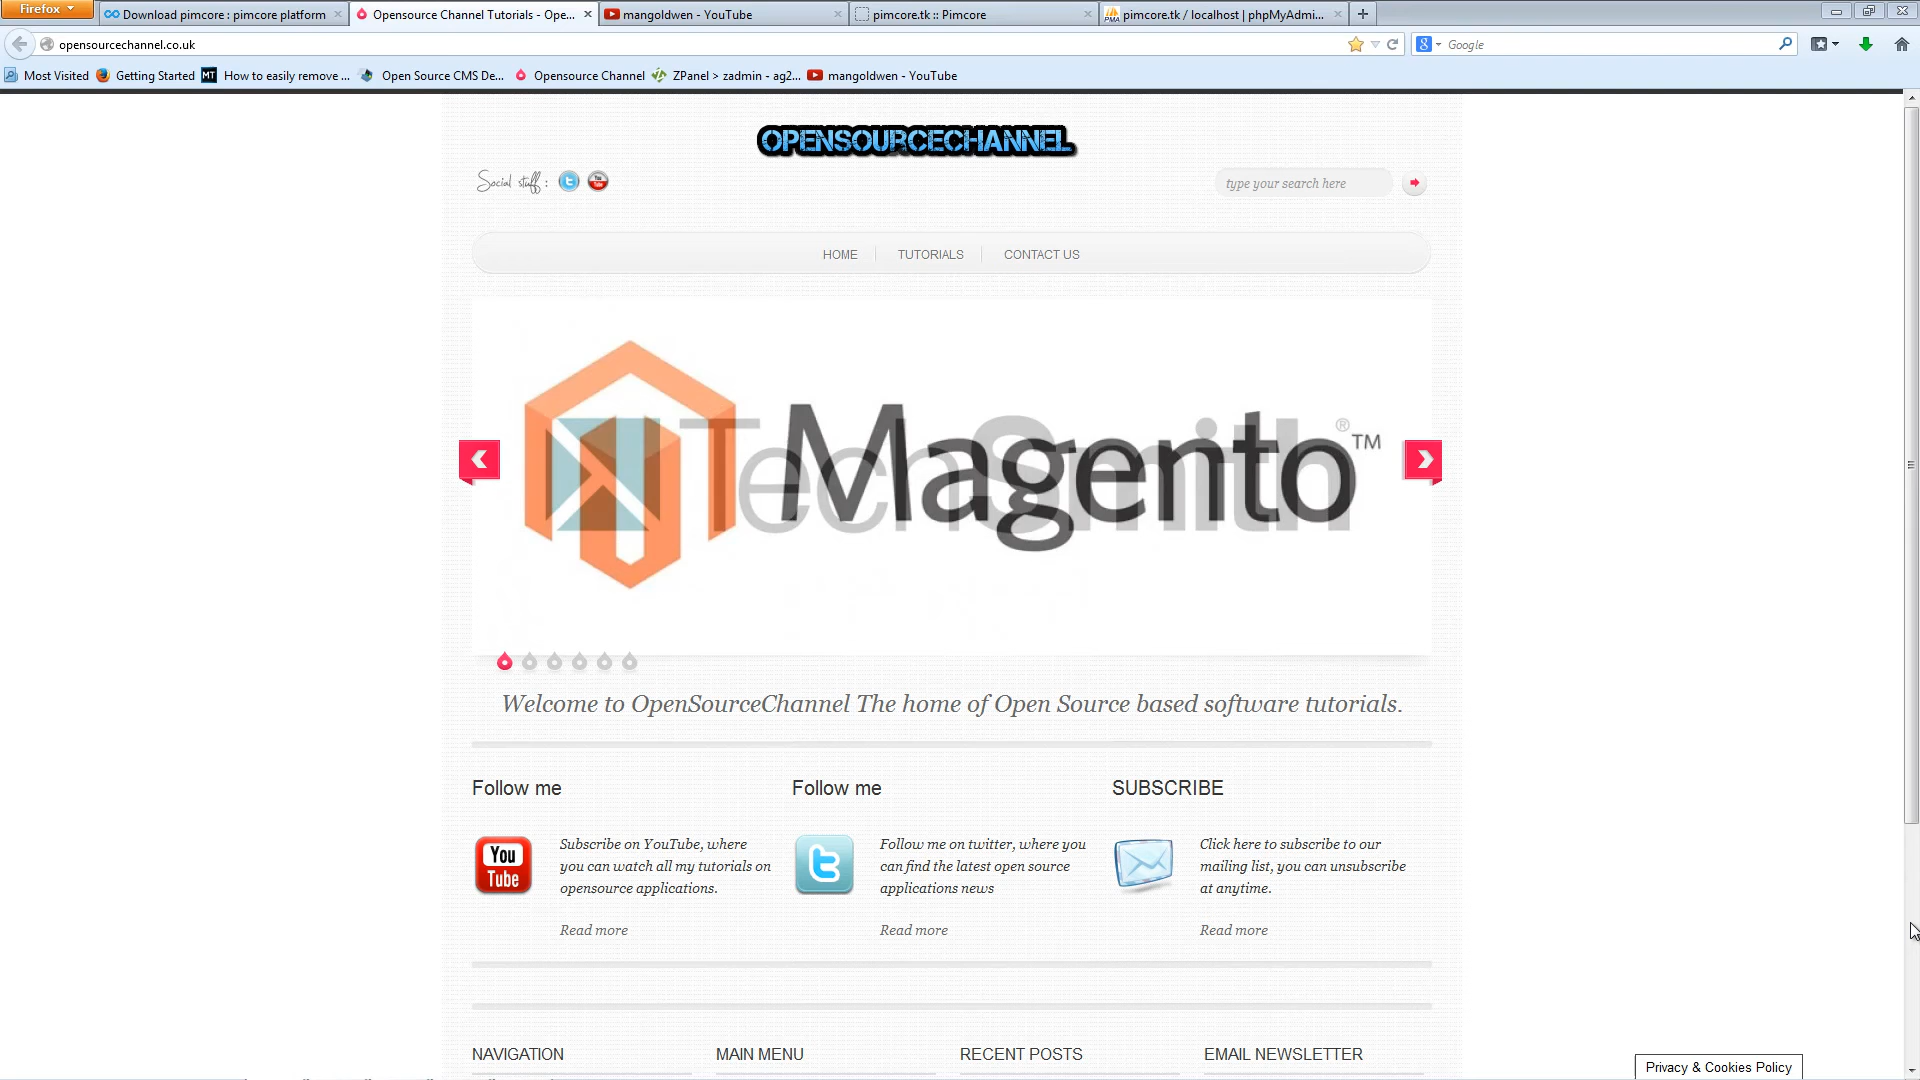 Firefox
Download pimcore : pimcore platform
Opensource Channel Tutorials - Ope...
mangoldwen - YouTube
pimcore.tk :: Pimcore
pimcore.tk / localhost | phpMyAdmi...
opensourcechannel.co.uk
Google
Most Visited
Getting Started
How to easily remove ...
Open Source CMS De...
Opensource Channel
ZPanel > zadmin - ag2...
mangoldwen - YouTube
OPENSOURCECHANNEL
Social stuff :
type your search here
HOME
TUTORIALS
CONTACT US
Magento ® TM
TechSmith
Welcome to OpenSourceChannel The home of Open Source based software tutorials.
Follow me
Follow me
SUBSCRIBE
You
Tube
Subscribe on YouTube, where
you can watch all my tutorials on
opensource applications.
Read more
Follow me on twitter, where you
can find the latest open source
applications news
Read more
Click here to subscribe to our
mailing list, you can unsubscribe
at anytime.
Read more
NAVIGATION
MAIN MENU
RECENT POSTS
EMAIL NEWSLETTER
Privacy & Cookies Policy